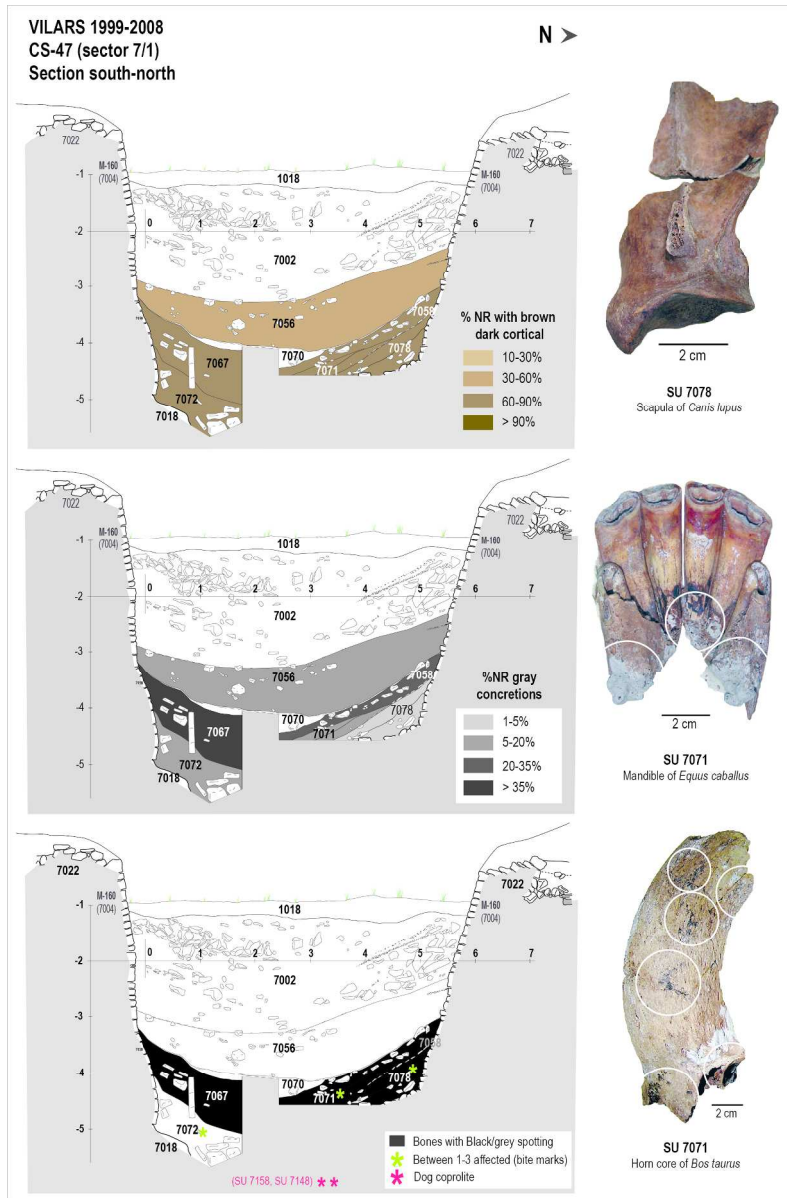 VILARS 1999-2008
CS-47 (sector 7/1)
Section south-north
N
7022
7022
M-160
(7004)
M-160
(7004)
-1
1018
0 1 2 3 4 5 6 7
-2
7002
-3
7056
7058
7067
7070
7078
-4
7071
7072
-5
7018
% NR with brown
dark cortical
10-30%
30-60%
60-90%
> 90%
2 cm
SU 7078
Scapula of Canis lupus
7022
7022
M-160
(7004)
M-160
(7004)
-1
1018
0 1 2 3 4 5 6 7
-2
7002
-3
7056
7058
7070
7078
-4
7067
7071
7072
-5
7018
%NR gray
concretions
1-5%
5-20%
20-35%
> 35%
2 cm
SU 7071
Mandible of Equus caballus
7022
7022
M-160
(7004)
M-160
(7004)
-1
1018
0 1 2 3 4 5 6 7
-2
7002
-3
7056
7058
7070
7078
-4
7067
7071
7072
-5
7018
Bones with Black/grey spotting
Between 1-3 affected (bite marks)
Dog coprolite
(SU 7158, SU 7148)
2 cm
SU 7071
Horn core of Bos taurus